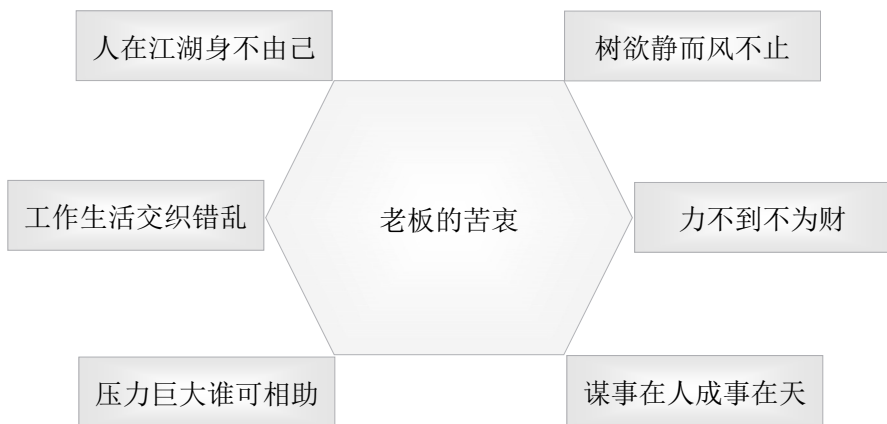 人在江湖身不由己
树欲静而风不止
工作生活交织错乱
老板的苦衷
力不到不为财
压力巨大谁可相助
谋事在人成事在天